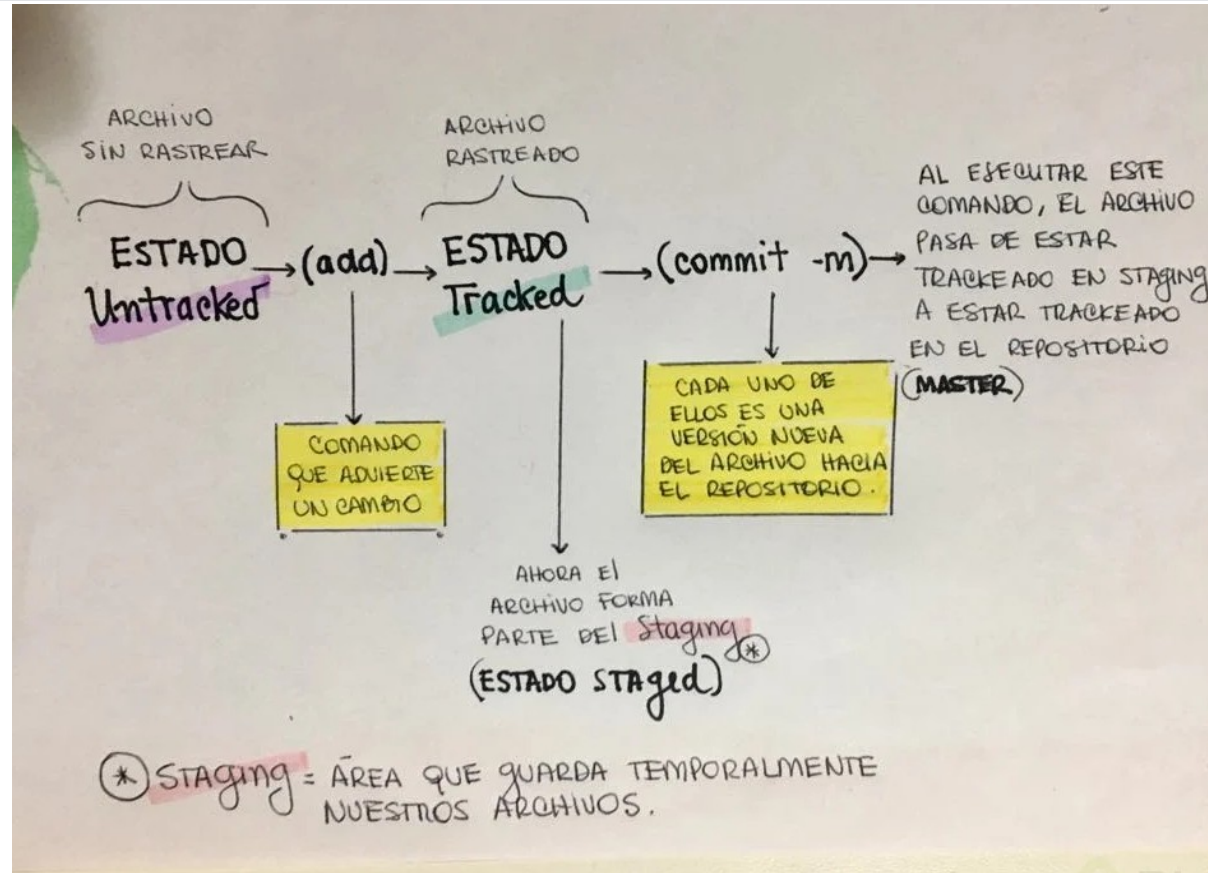 ARCHIVO
SIN RASTREAR
ARCHIVO
RASTREADO
ESTADO
Untracked
(add)
ESTADO
Tracked
(commit -m)
AL EJECUTAR ESTE
COMANDO, EL ARCHIVO
PASA DE ESTAR
TRACKEADO EN STAGING
A ESTAR TRACKEADO
EN EL REPOSITORIO
(MASTER)
COMANDO
QUE ADVIERTE
UN CAMBIO
CADA UNO DE
ELLOS ES UNA
VERSIÓN NUEVA
DEL ARCHIVO HACIA
EL REPOSITORIO.
AHORA El
ARCHIVO FORMA
PARTE DEl Staging *
(ESTADO STAged)
* STAging = ÁREA QUE GUARDA TEMPORALMENTE
NUESTROS ARCHIVOS.